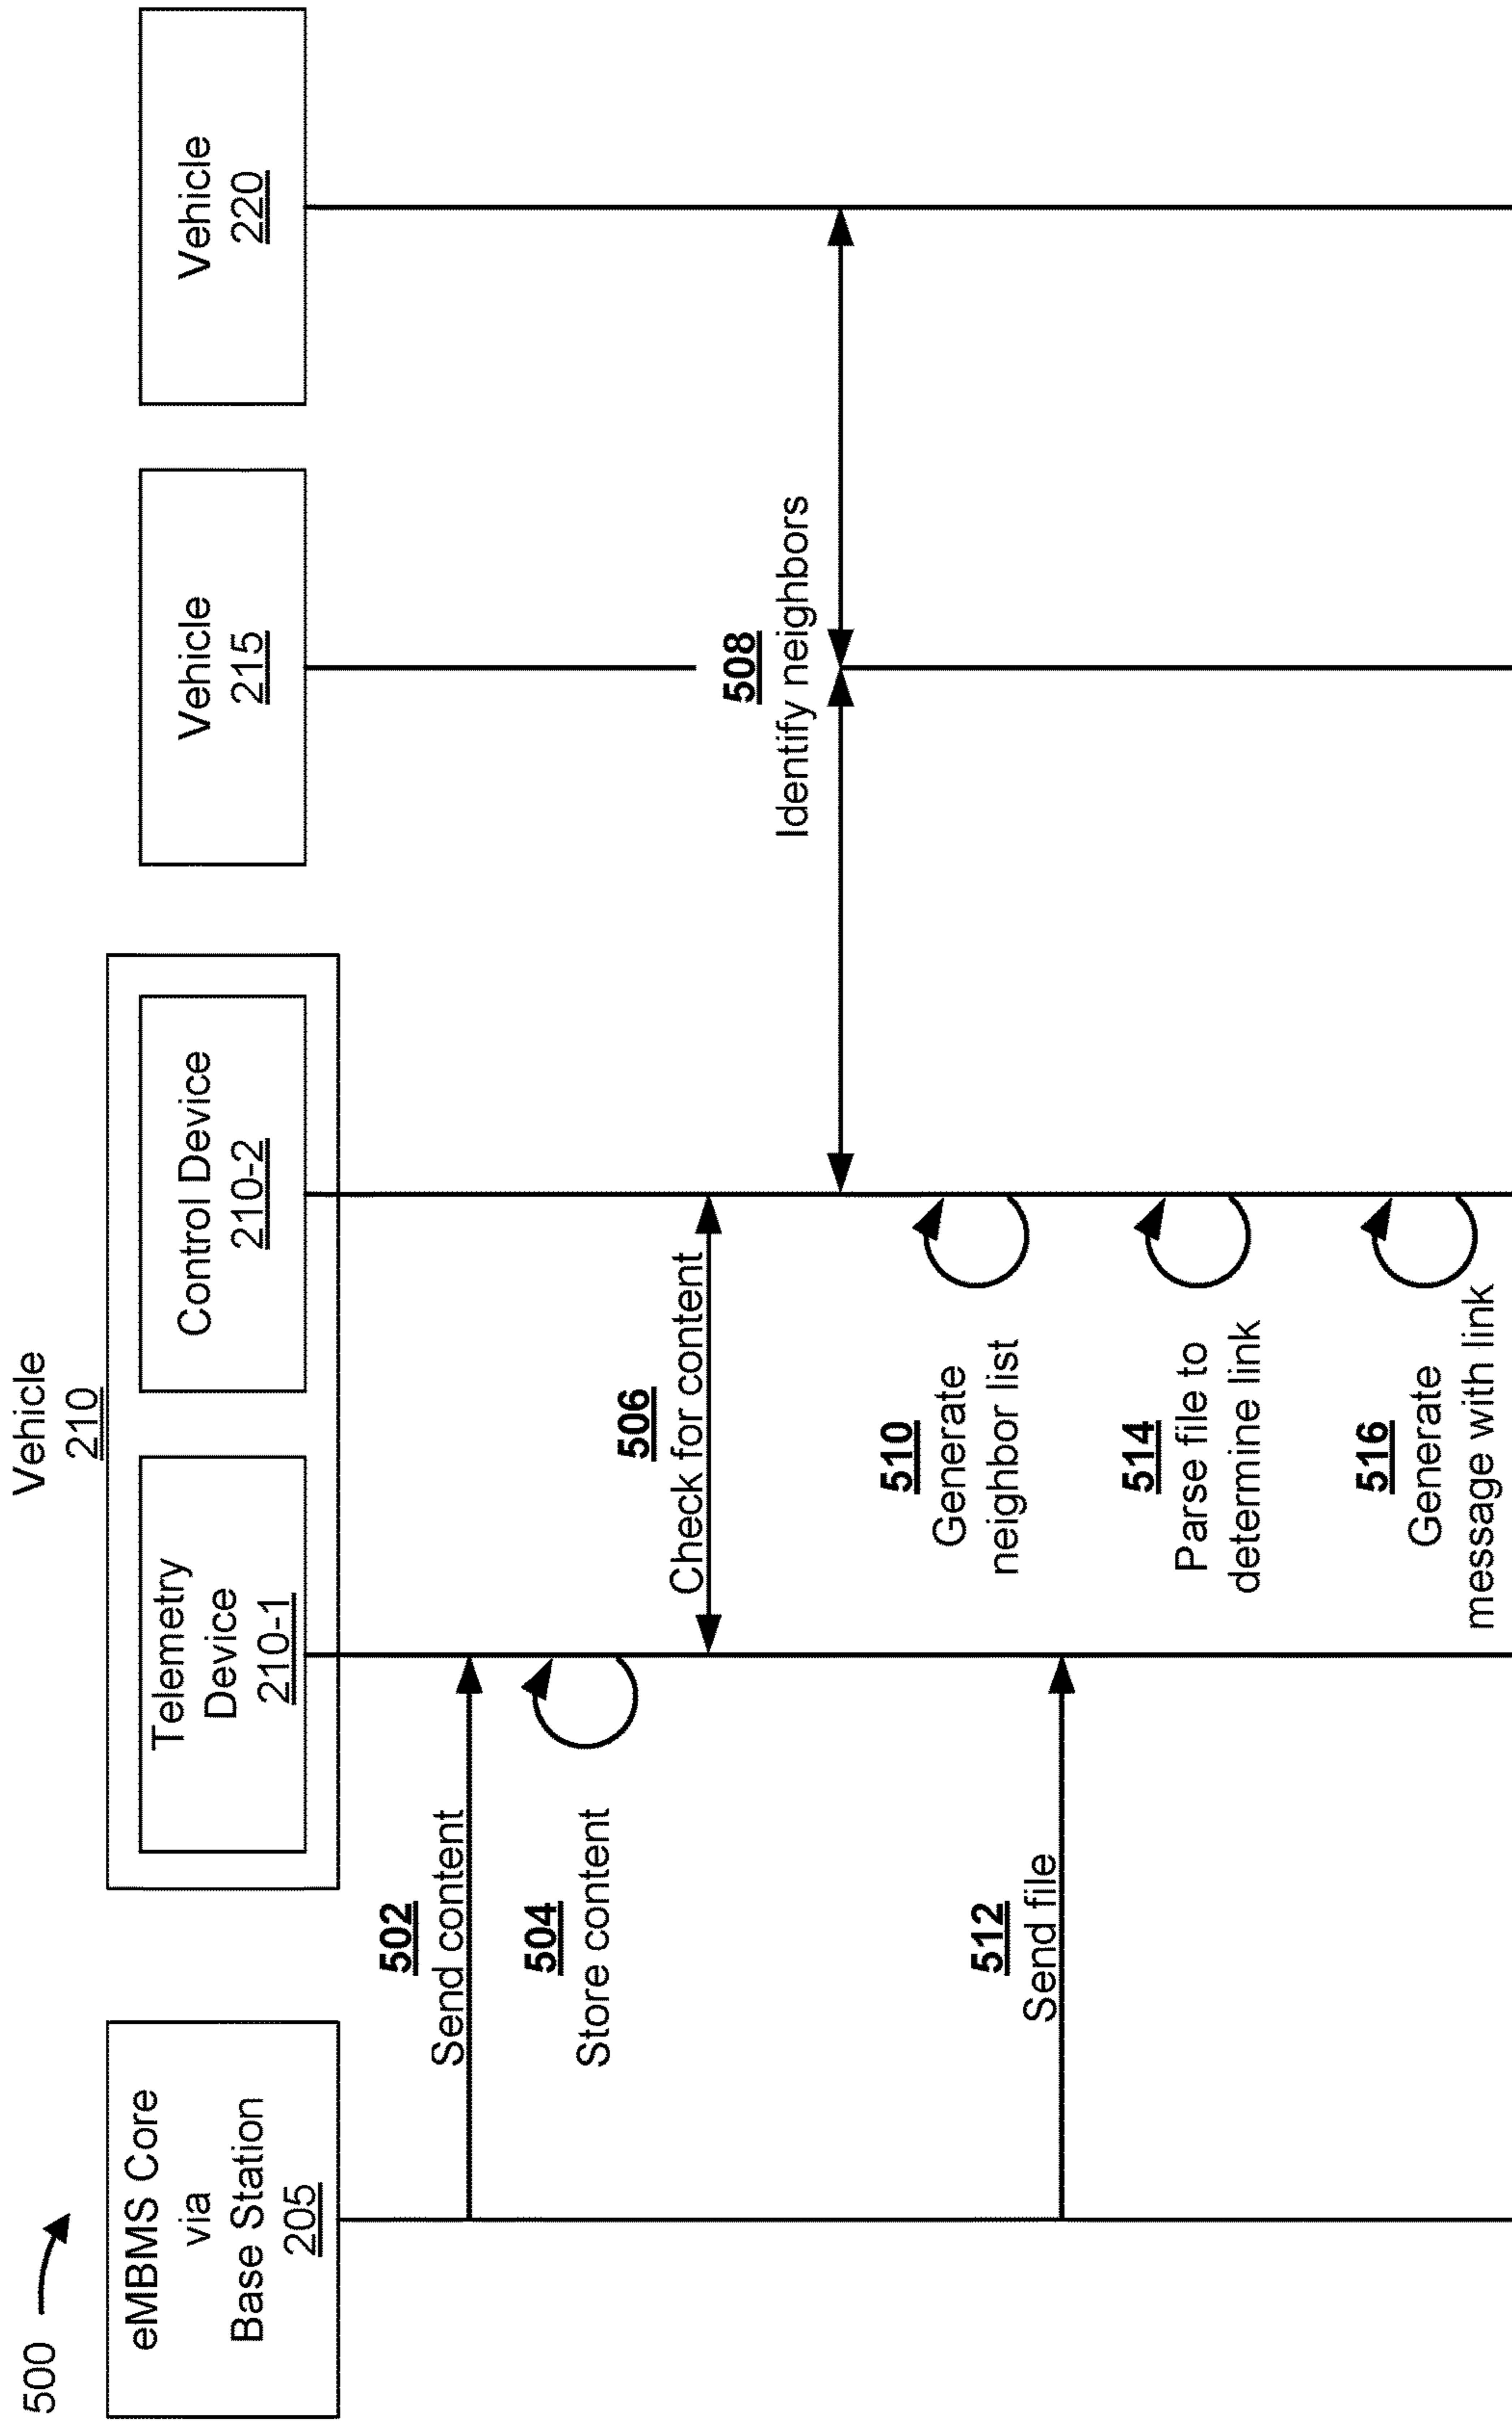 500
eMBMS Core
via
Base Station
205
Vehicle
210
Telemetry
Device
210-1
Control Device
210-2
Vehicle
215
Vehicle
220
502
Send content
504
Store content
506
Check for content
508
Identify neighbors
510
Generate
neighbor list
512
Send file
514
Parse file to
determine link
516
Generate
message with link